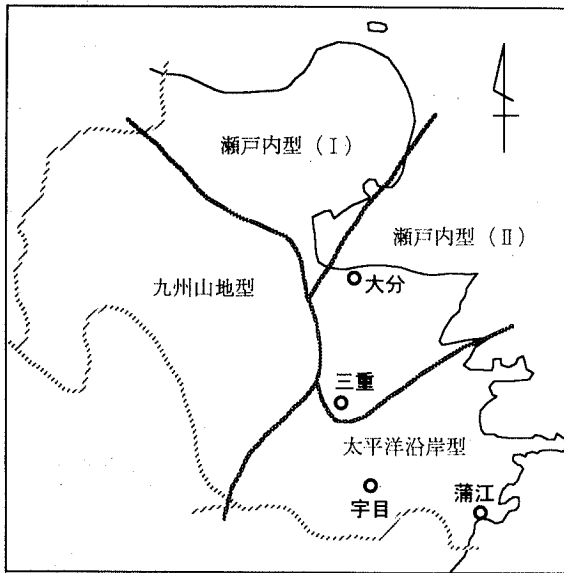 瀬戸内型（Ⅰ）
瀬戸内型（Ⅱ）
九州山地型
大分
三重
太平洋沿岸型
宇目
蒲江